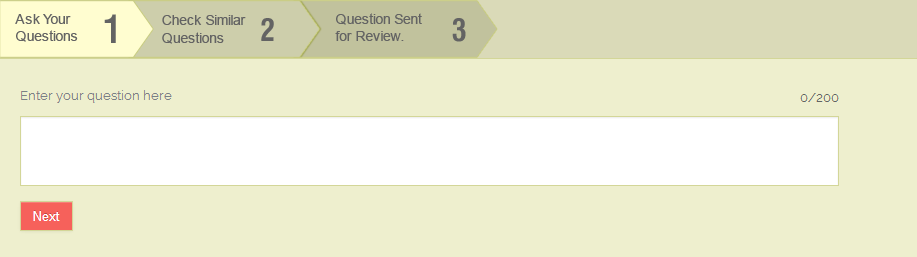 Ask Your
Questions
1
Check Similar
Questions
2
Question Sent
for Review.
3
Enter your question here
0/200
Next